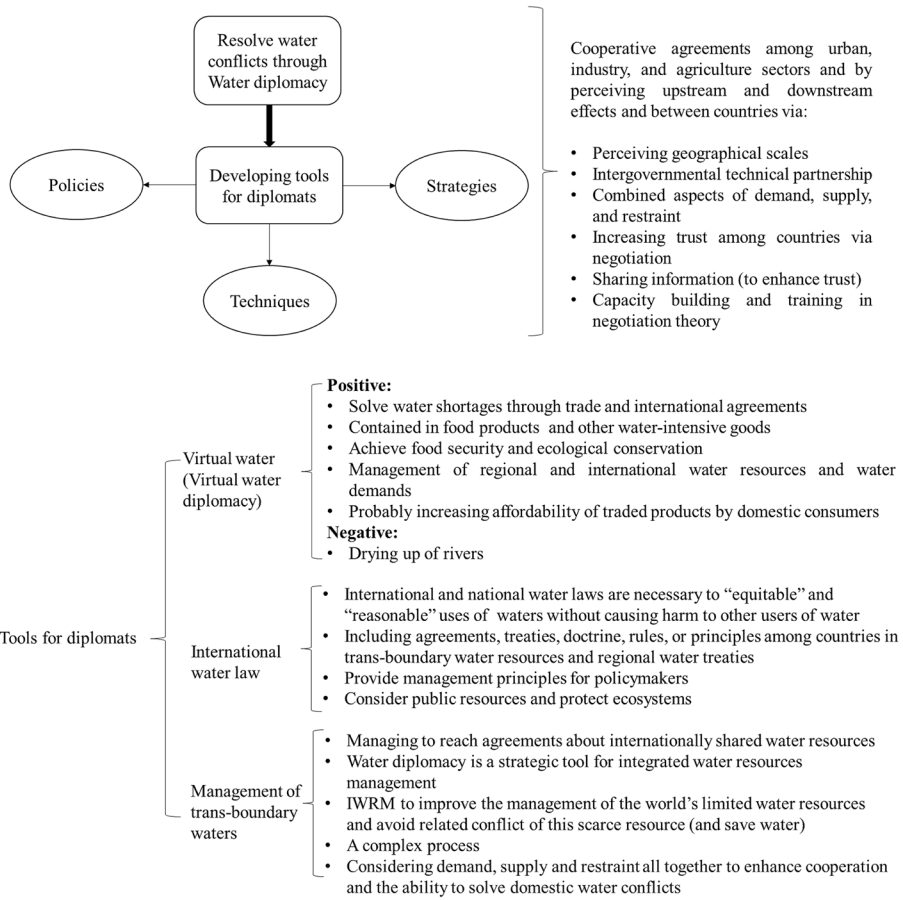 Resolve water
conflicts through
Water diplomacy
Policies
Developing tools
for diplomats
Strategies
Techniques
Cooperative agreements among urban,
industry, and agriculture sectors and by
perceiving upstream and downstream
effects and between countries via:
• Perceiving geographical scales
• Intergovernmental technical partnership
• Combined aspects of demand, supply,
and restraint
• Increasing trust among countries via
negotiation
• Sharing information (to enhance trust)
• Capacity building and training in
negotiation theory
Tools for diplomats
Virtual water
(Virtual water
diplomacy)
Positive:
• Solve water shortages through trade and international agreements
• Contained in food products and other water-intensive goods
• Achieve food security and ecological conservation
• Management of regional and international water resources and water
demands
• Probably increasing affordability of traded products by domestic consumers
Negative:
• Drying up of rivers
International
water law
• International and national water laws are necessary to “equitable” and
“reasonable” uses of waters without causing harm to other users of water
• Including agreements, treaties, doctrine, rules, or principles among countries in
trans-boundary water resources and regional water treaties
• Provide management principles for policymakers
• Consider public resources and protect ecosystems
Management of
trans-boundary
waters
• Managing to reach agreements about internationally shared water resources
• Water diplomacy is a strategic tool for integrated water resources
management
• IWRM to improve the management of the world’s limited water resources
and avoid related conflict of this scarce resource (and save water)
• A complex process
• Considering demand, supply and restraint all together to enhance cooperation
and the ability to solve domestic water conflicts